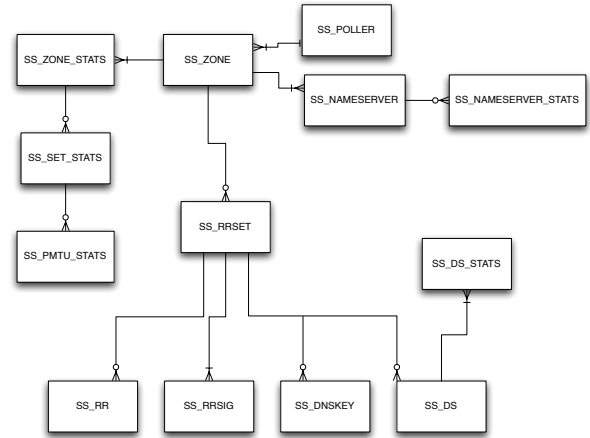 SS_POLLER
SS_ZONE_STATS
SS_ZONE
SS_NAMESERVER
SS_NAMESERVER_STATS
SS_SET_STATS
SS_RRSET
SS_PMTU_STATS
SS_DS_STATS
SS_RR
SS_RRSIG
SS_DNSKEY
SS_DS